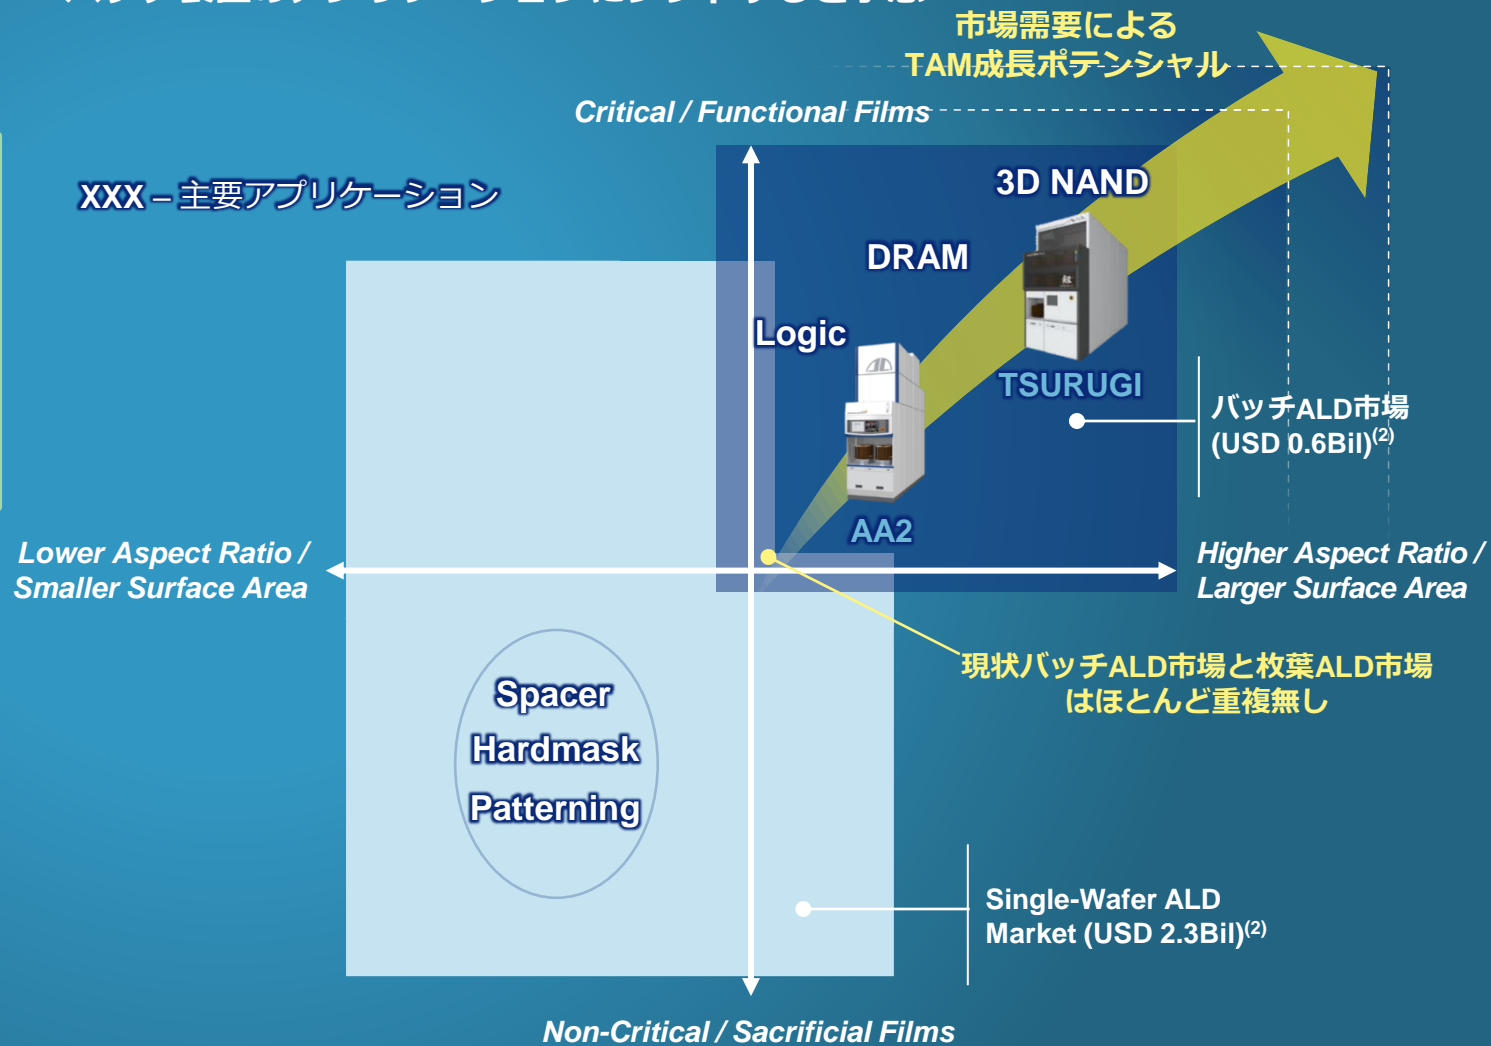 市場需要による
TAM成長ポテンシャル
Critical / Functional Films
XXX – 主要アプリケーション
3D NAND
DRAM
Logic
TSURUGI
バッチALD市場
(USD 0.6Bil)(2)
AA2
Lower Aspect Ratio /
Smaller Surface Area
Higher Aspect Ratio /
Larger Surface Area
現状バッチALD市場と枚葉ALD市場
はほとんど重複無し
Spacer
Hardmask
Patterning
Single-Wafer ALD
Market (USD 2.3Bil)(2)
Non-Critical / Sacrificial Films